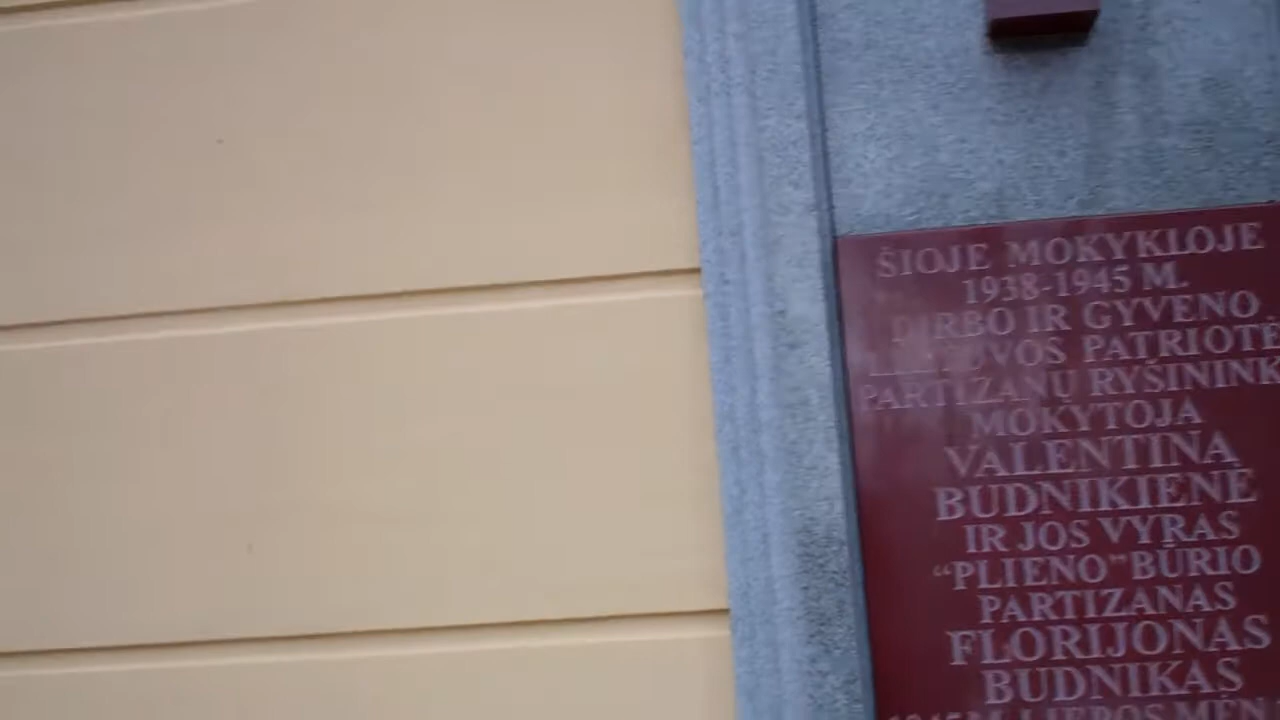 ŠIOJE MOKYKLOJE
1938-1945 M.
DIRBO IR GYVENO
PATRIOTĖ
PARTIZANŲ
MOKYTOJA
VALENTINA
BUDNIKIENĖ
IR JOS VYRAS
“PLIENO” BŪRIO
PARTIZANAS
FLORIJONAS
BUDNIKAS